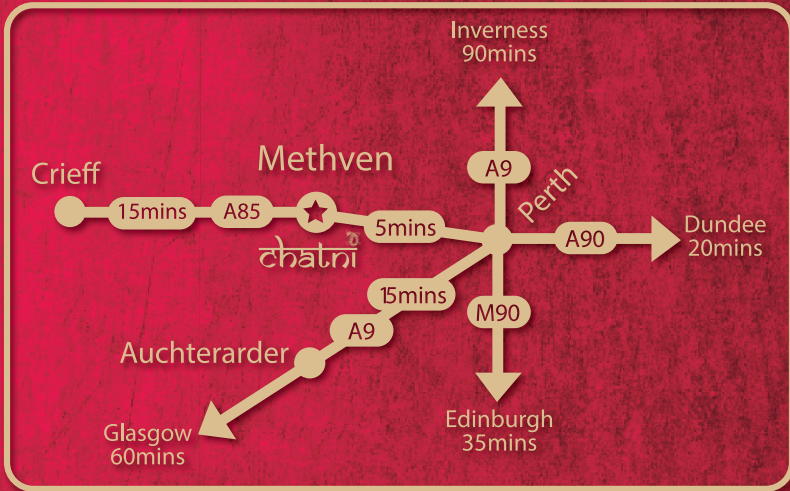 Inverness
90mins
Methven
Crieff
A9
Perth
15mins
A85
5mins
A90
Dundee
20mins
chatni
15mins
A9
M90
Auchterarder
Glasgow
60mins
Edinburgh
35mins